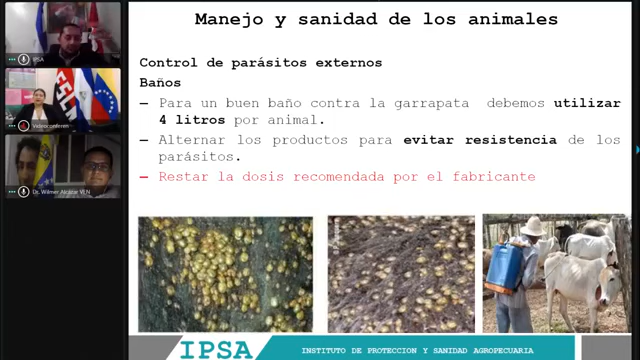 Manejo y sanidad de los animales
Control de parásitos externos
Baños
– Para un buen baño contra la garrapata debemos utilizar
4 litros por animal.
– Alternar los productos para evitar resistencia de los
parásitos.
– Restar la dosis recomendada por el fabricante
IPSA
Videoconferen
Dr. Wilmer Alcázar VEN
FSLN
IPSA
INSTITUTO DE PROTECCION Y SANIDAD AGROPECUARIA